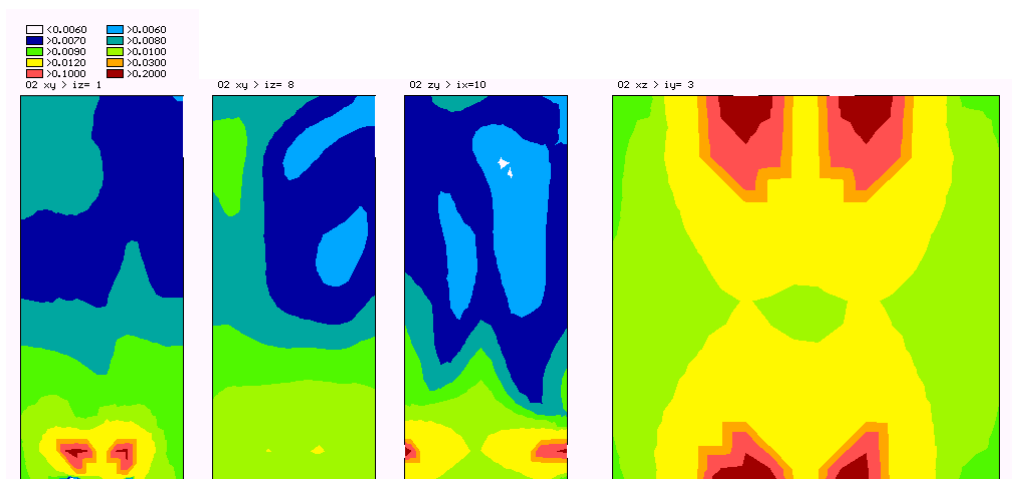 <0.0060 >0.0060
>0.0070 >0.0080
>0.0090 >0.0100
>0.0120 >0.0300
>0.1000 >0.2000
O2 xy > iz= 1
O2 xy > iz= 8
O2 zy > ix=10
O2 xz > iy= 3